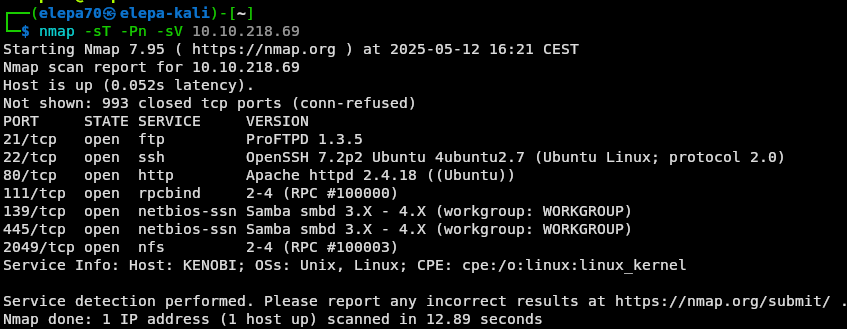 (elepa70㉿elepa-kali)-[~]
$ nmap -sT -Pn -sV 10.10.218.69
Starting Nmap 7.95 ( https://nmap.org ) at 2025-05-12 16:21 CEST
Nmap scan report for 10.10.218.69
Host is up (0.052s latency).
Not shown: 993 closed tcp ports (conn-refused)
PORT     STATE SERVICE     VERSION
21/tcp   open  ftp         ProFTPD 1.3.5
22/tcp   open  ssh         OpenSSH 7.2p2 Ubuntu 4ubuntu2.7 (Ubuntu Linux; protocol 2.0)
80/tcp   open  http        Apache httpd 2.4.18 ((Ubuntu))
111/tcp  open  rpcbind     2-4 (RPC #100000)
139/tcp  open  netbios-ssn Samba smbd 3.X - 4.X (workgroup: WORKGROUP)
445/tcp  open  netbios-ssn Samba smbd 3.X - 4.X (workgroup: WORKGROUP)
2049/tcp open  nfs         2-4 (RPC #100003)
Service Info: Host: KENOBI; OSs: Unix, Linux; CPE: cpe:/o:linux:linux_kernel
Service detection performed. Please report any incorrect results at https://nmap.org/submit/ .
Nmap done: 1 IP address (1 host up) scanned in 12.89 seconds